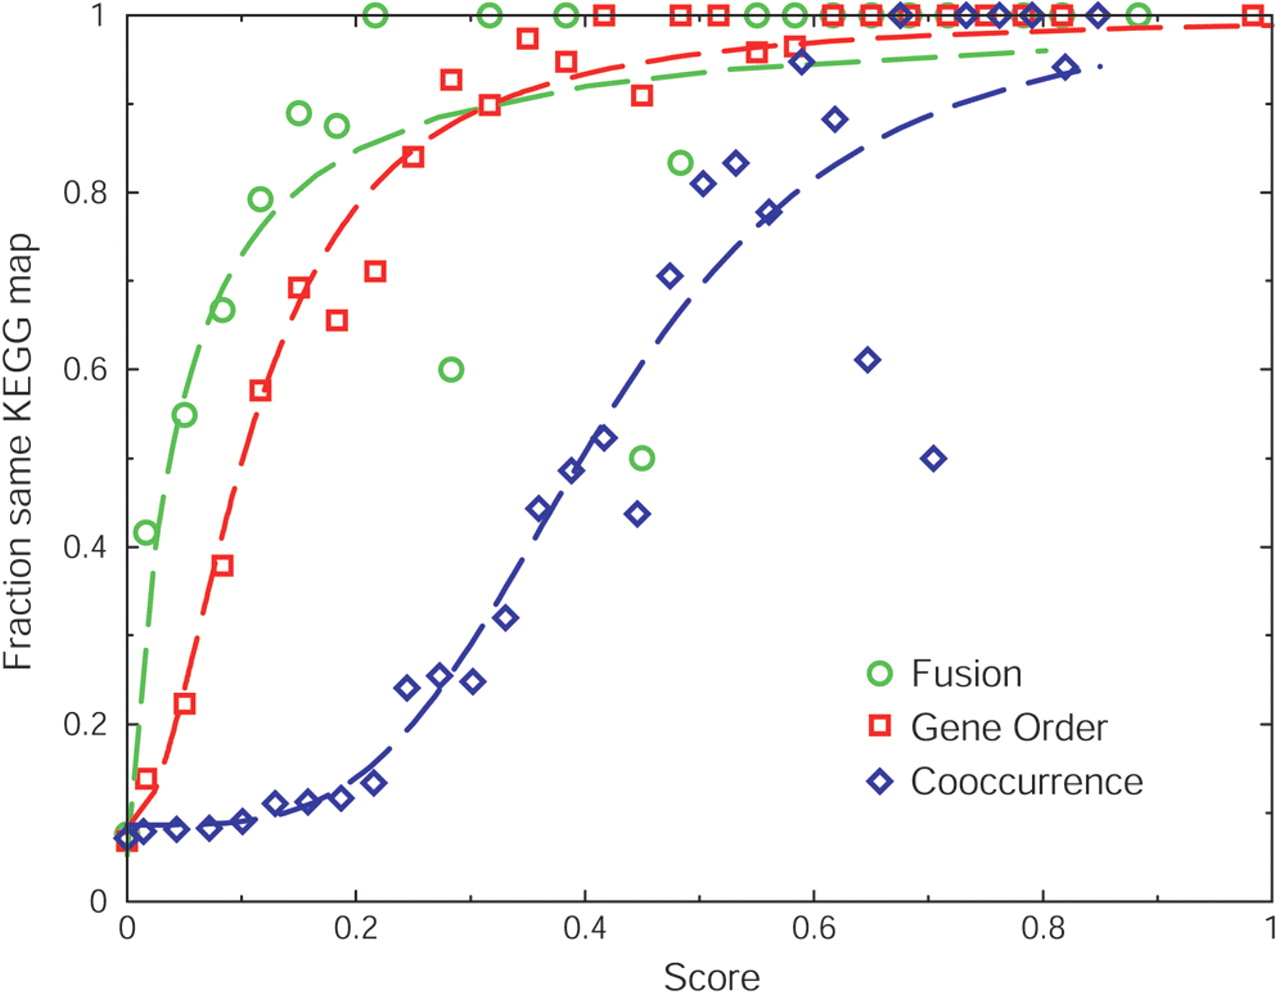 1
0.8
0.6
0.4
0.2
0
Fraction same KEGG map
Fusion
Gene Order
Cooccurrence
0 0.2 0.4 0.6 0.8 1
Score